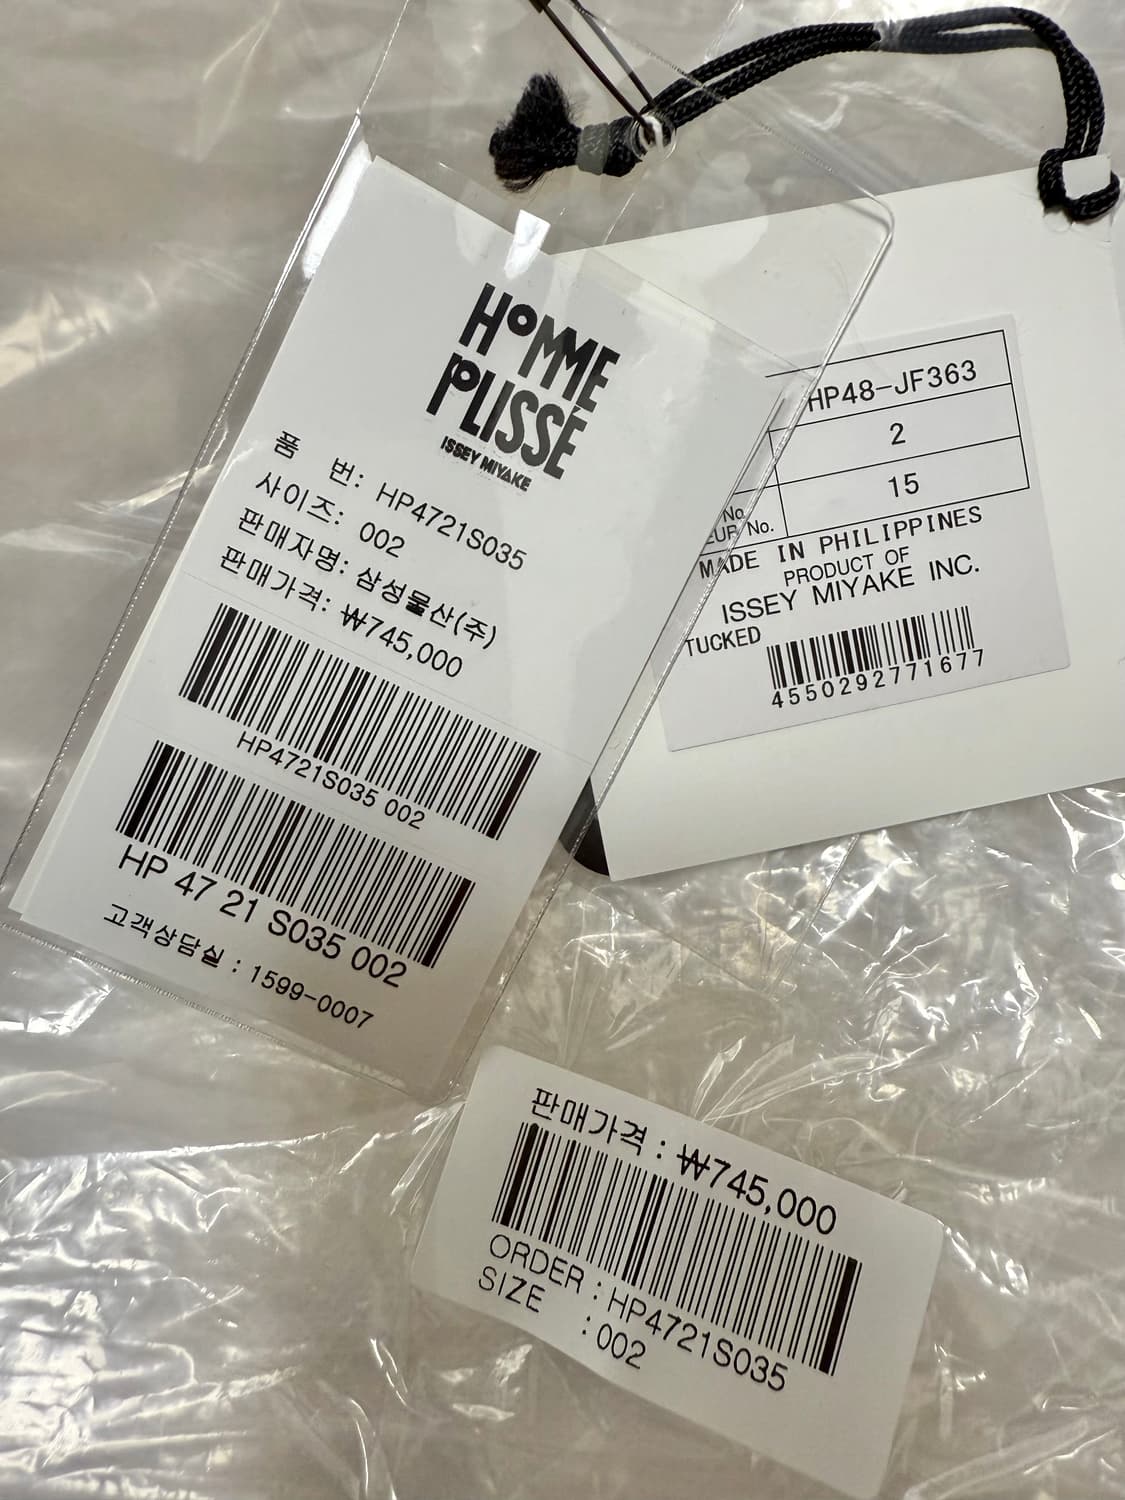 HOMME
PLISSÉ
ISSEY MIYAKE
품 번: HP4721S035
사이즈: 002
판매자명: 삼성물산(주)
판매가격: ₩745,000
HP4721S035 002
HP 47 21 S035 002
고객상담실 : 1599-0007
HP48-JF363
2
No.
15
EUR No.
MADE IN PHILIPPINES
PRODUCT OF
ISSEY MIYAKE INC.
TUCKED
4550292771677
판매가격 : ₩745,000
ORDER : HP4721S035
SIZE : 002